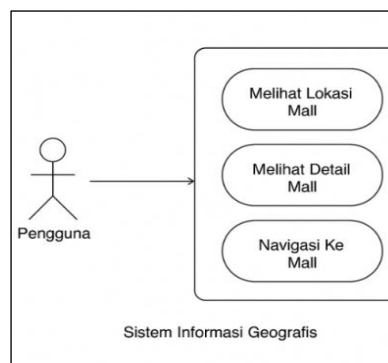 Melihat Lokasi
Mall
Melihat Detail
Mall
Pengguna
Navigasi Ke
Mall
Sistem Informasi Geografis